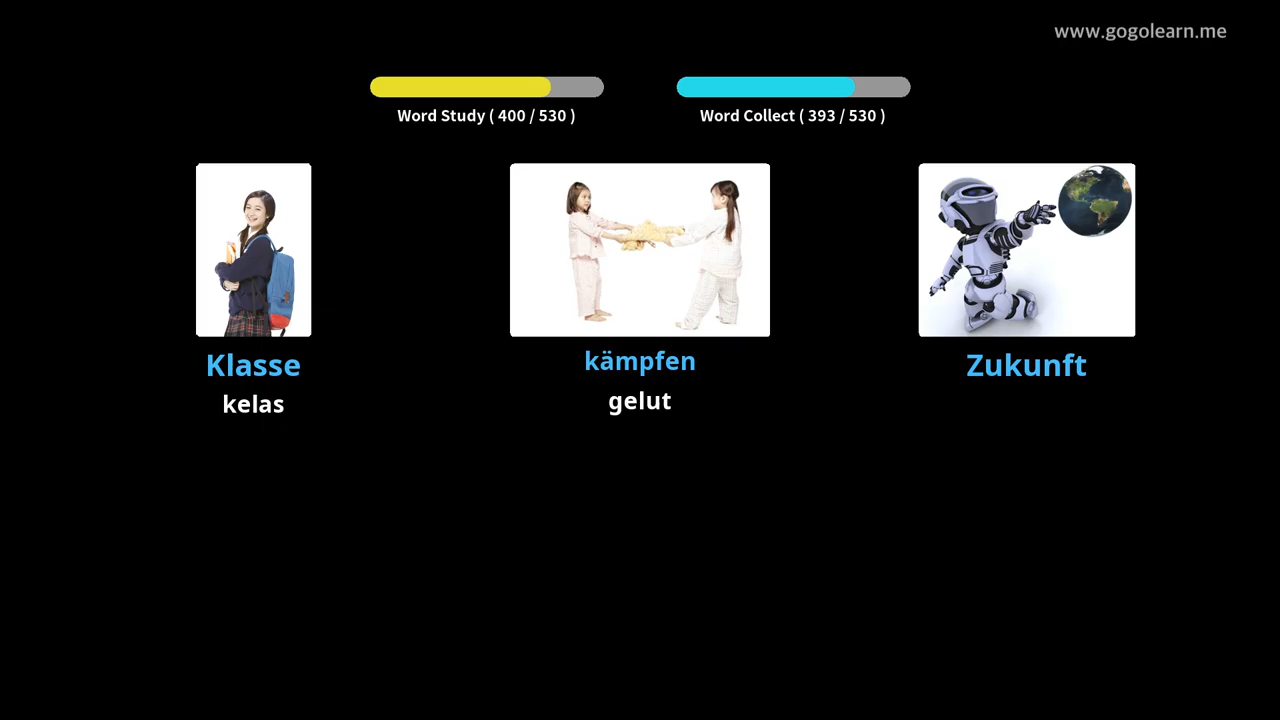 www.gogolearn.me
Word Study ( 400 / 530 )
Word Collect ( 393 / 530 )
Klasse
kelas
kämpfen
gelut
Zukunft